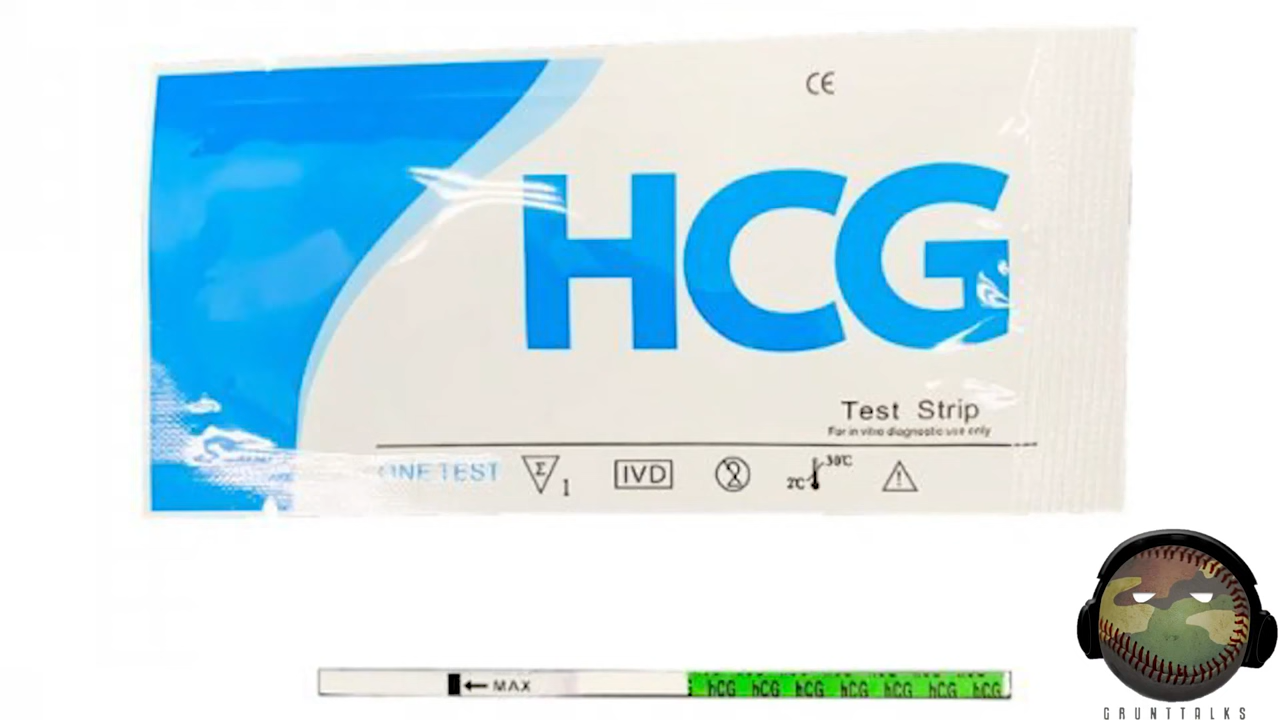 CE
HCG
Test Strip
For in vitro diagnostic use only
ONE TEST Σ 1 IVD 2 2℃ 30℃
MAX hCG hCG hCG hCG hCG hCG hCG
GRUNTTALKS